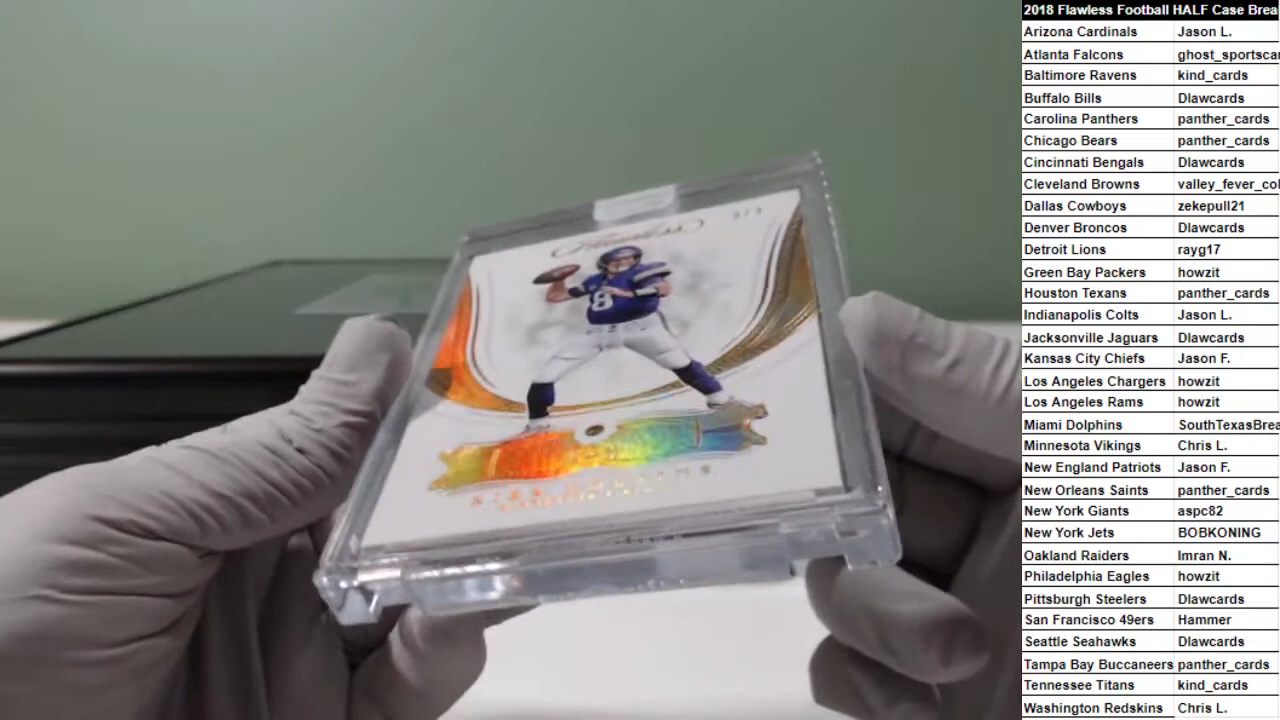 Flawless
8
KIRK COUSINS
2018 Flawless Football HALF Case Brea
Arizona Cardinals Jason L.
Atlanta Falcons ghost_sportscar
Baltimore Ravens kind_cards
Buffalo Bills Dlawcards
Carolina Panthers panther_cards
Chicago Bears panther_cards
Cincinnati Bengals Dlawcards
Cleveland Browns valley_fever_col
Dallas Cowboys zekepull21
Denver Broncos Dlawcards
Detroit Lions rayg17
Green Bay Packers howzit
Houston Texans panther_cards
Indianapolis Colts Jason L.
Jacksonville Jaguars Dlawcards
Kansas City Chiefs Jason F.
Los Angeles Chargers howzit
Los Angeles Rams howzit
Miami Dolphins SouthTexasBrea
Minnesota Vikings Chris L.
New England Patriots Jason F.
New Orleans Saints panther_cards
New York Giants aspc82
New York Jets BOBKONING
Oakland Raiders Imran N.
Philadelphia Eagles howzit
Pittsburgh Steelers Dlawcards
San Francisco 49ers Hammer
Seattle Seahawks Dlawcards
Tampa Bay Buccaneers panther_cards
Tennessee Titans kind_cards
Washington Redskins Chris L.